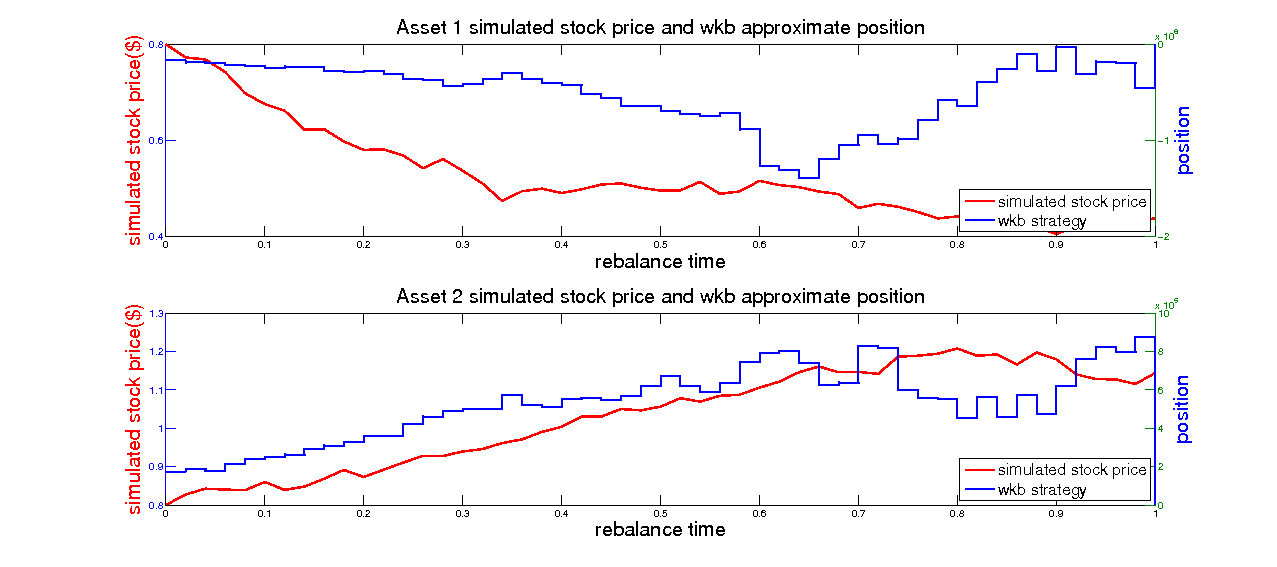 Asset 1 simulated stock price and wkb approximate position
x 10
0.8
0.6
0.4
0
-1
-2
simulated stock price($)
position
simulated stock price
wkb strategy
0 0.1 0.2 0.3 0.4 0.5 0.6 0.7 0.8 0.9 1
rebalance time
Asset 2 simulated stock price and wkb approximate position
x 10
1.3
1.2
1.1
1
0.9
0.8
10
8
6
4
2
0
simulated stock price($)
position
simulated stock price
wkb strategy
0 0.1 0.2 0.3 0.4 0.5 0.6 0.7 0.8 0.9 1
rebalance time